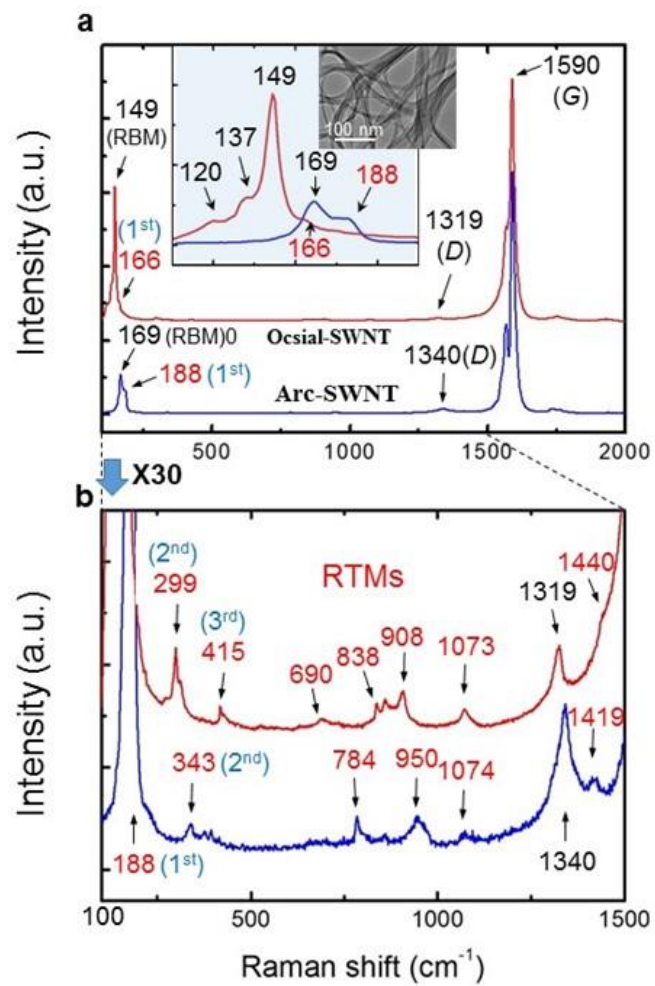 a
Intensity (a.u.)
149
(RBM)
(1st)
166
169 (RBM)0
188 (1st)
120
137
149
169
188
166
100 nm
1590
(G)
1319
(D)
Ocsial-SWNT
1340(D)
Arc-SWNT
500
1000
1500
2000
X30
b
Intensity (a.u.)
(2nd)
299
(3rd)
415
RTMs
690
838
908
1073
1319
1440
343 (2nd)
784
950
1074
1419
188 (1st)
1340
100
500
1000
1500
Raman shift (cm-1)